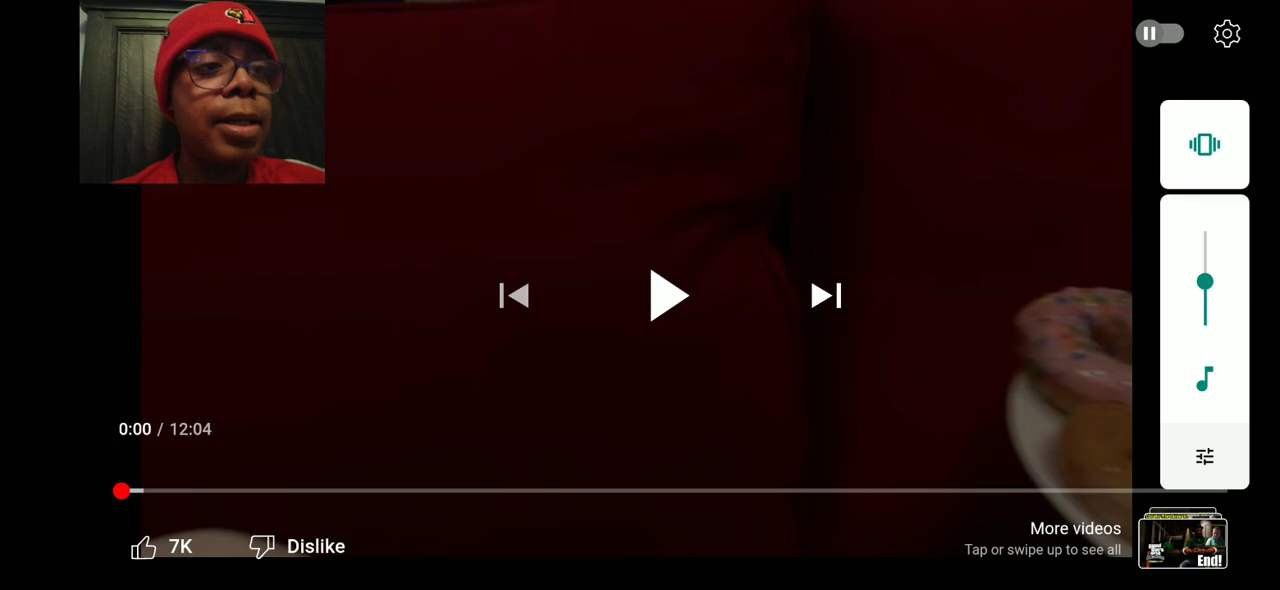 0:00 / 12:04
7K
Dislike
More videos
Tap or swipe up to see all
End!